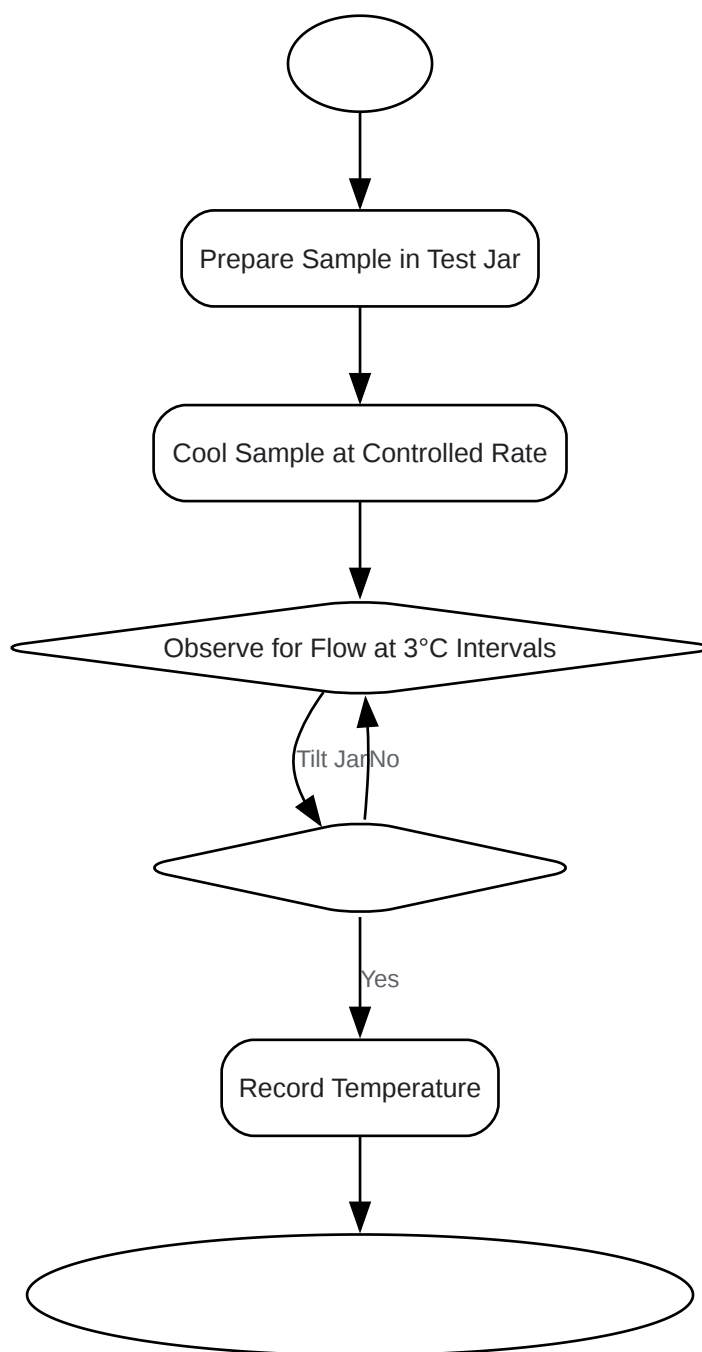 Prepare Sample in Test Jar
Cool Sample at Controlled Rate
Observe for Flow at 3°C Intervals
Tilt Jar
No
Yes
Record Temperature